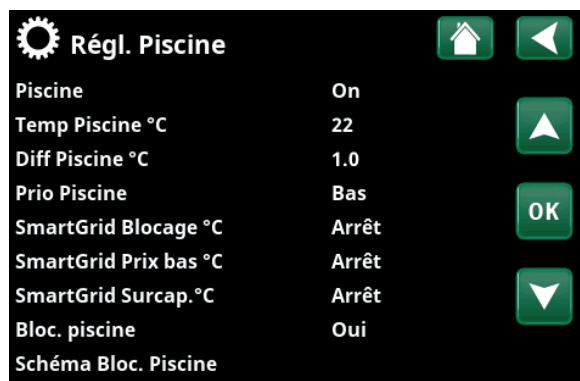 Régl. Piscine
Piscine On
Temp Piscine °C 22
Diff Piscine °C 1.0
Prio Piscine Bas
SmartGrid Blocage °C Arrêt
SmartGrid Prix bas °C Arrêt
SmartGrid Surcap.°C Arrêt
Bloc. piscine Oui
Schéma Bloc. Piscine
OK